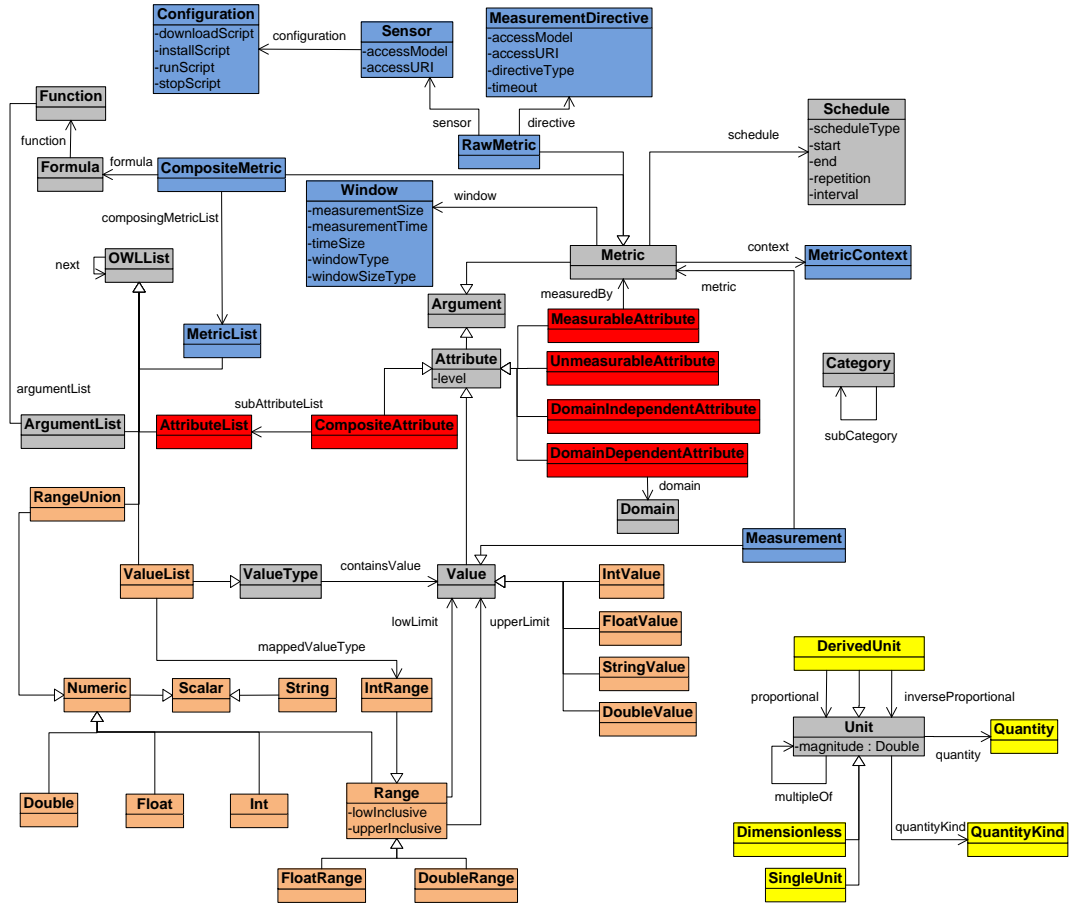 Configuration
-downloadScript
-installScript
-runScript
-stopScript
configuration
Sensor
-accessModel
-accessURI
MeasurementDirective
-accessModel
-accessURI
-directiveType
-timeout
Function
function
Formula
formula
CompositeMetric
sensor
directive
RawMetric
schedule
Schedule
-scheduleType
-start
-end
-repetition
-interval
composingMetricList
Window
-measurementSize
-measurementTime
-timeSize
-windowType
-windowSizeType
window
OWLList
next
Metric
context
MetricContext
measuredBy
metric
Argument
MetricList
MeasurableAttribute
Attribute
-level
UnmeasurableAttribute
Category
subCategory
argumentList
ArgumentList
AttributeList
subAttributeList
CompositeAttribute
DomainIndependentAttribute
DomainDependentAttribute
domain
Domain
RangeUnion
Measurement
ValueList
ValueType
containsValue
Value
IntValue
lowLimit
upperLimit
FloatValue
mappedValueType
StringValue
DoubleValue
Numeric
Scalar
String
IntRange
Double
Float
Int
Range
-lowInclusive
-upperInclusive
FloatRange
DoubleRange
DerivedUnit
proportional
inverseProportional
Unit
-magnitude : Double
Quantity
quantity
multipleOf
Dimensionless
quantityKind
QuantityKind
SingleUnit